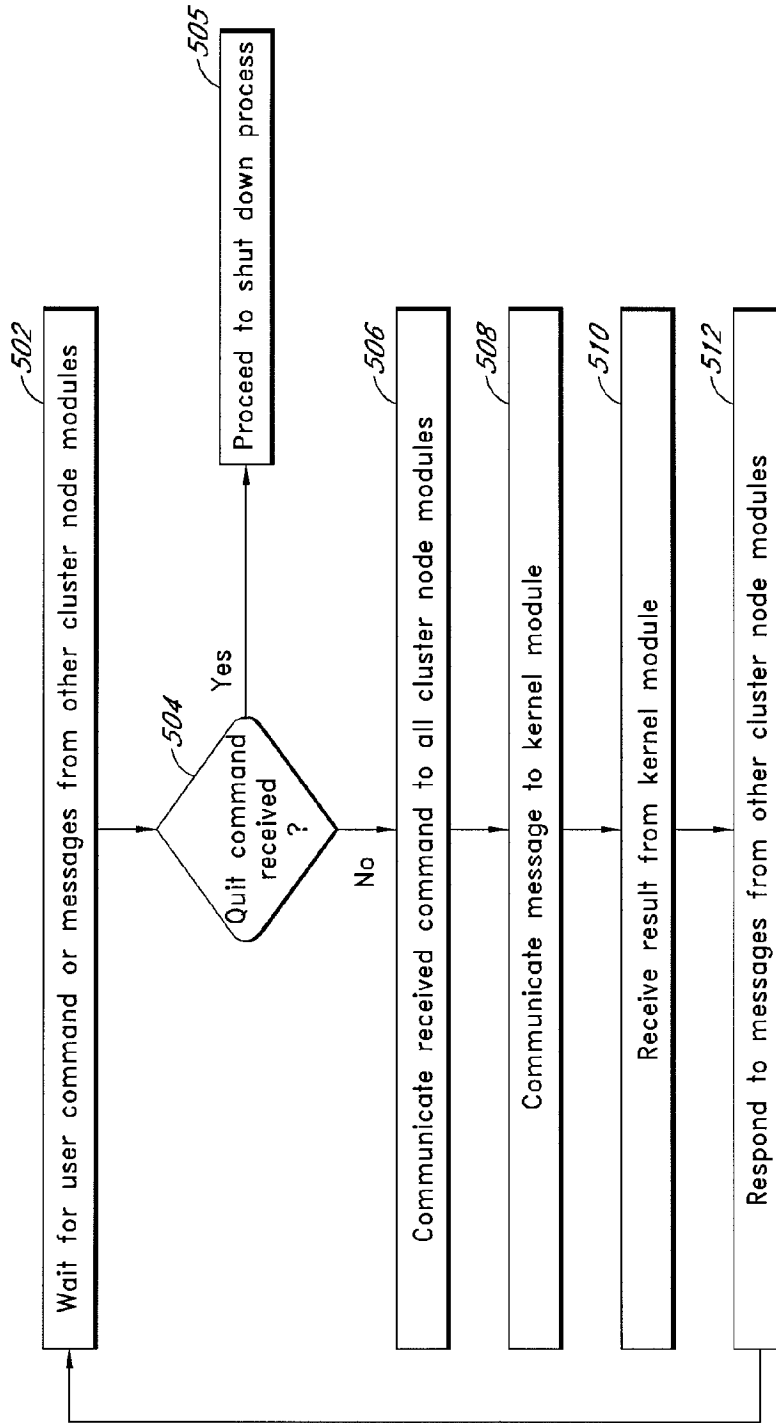 502
Wait for user command or messages from other cluster node modules
504
Quit command
received
?
Yes
505
Proceed to shut down process
No
506
Communicate received command to all cluster node modules
508
Communicate message to kernel module
510
Receive result from kernel module
512
Respond to messages from other cluster node modules